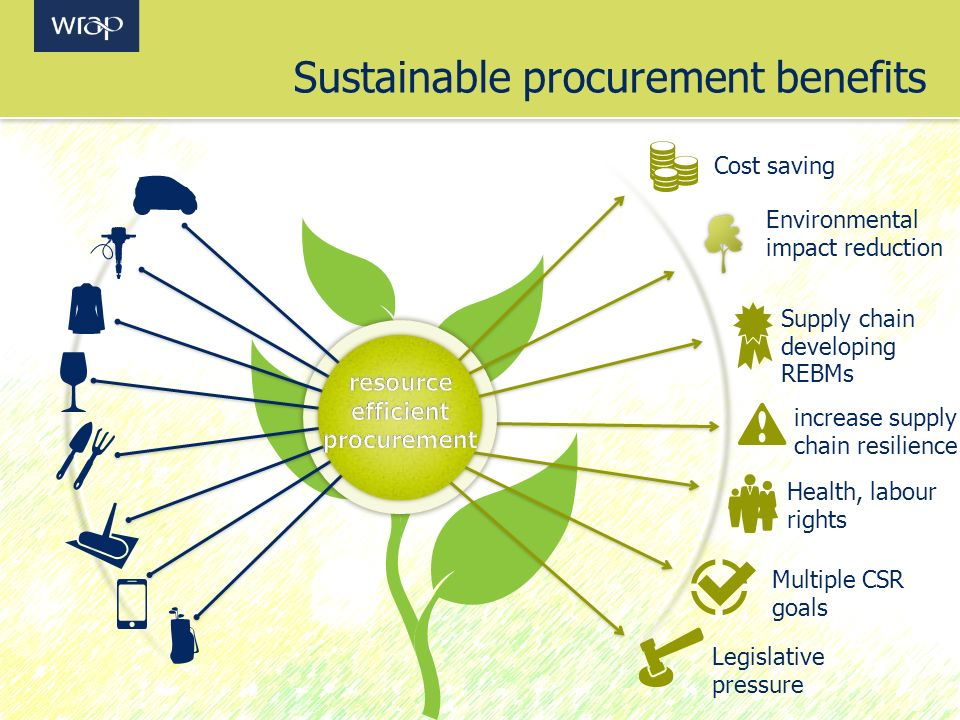 wrap
Sustainable procurement benefits
Cost saving
Environmental
impact reduction
Supply chain
developing
REBMs
increase supply
chain resilience
Health, labour
rights
Multiple CSR
goals
Legislative
pressure
resource
efficient
procurement